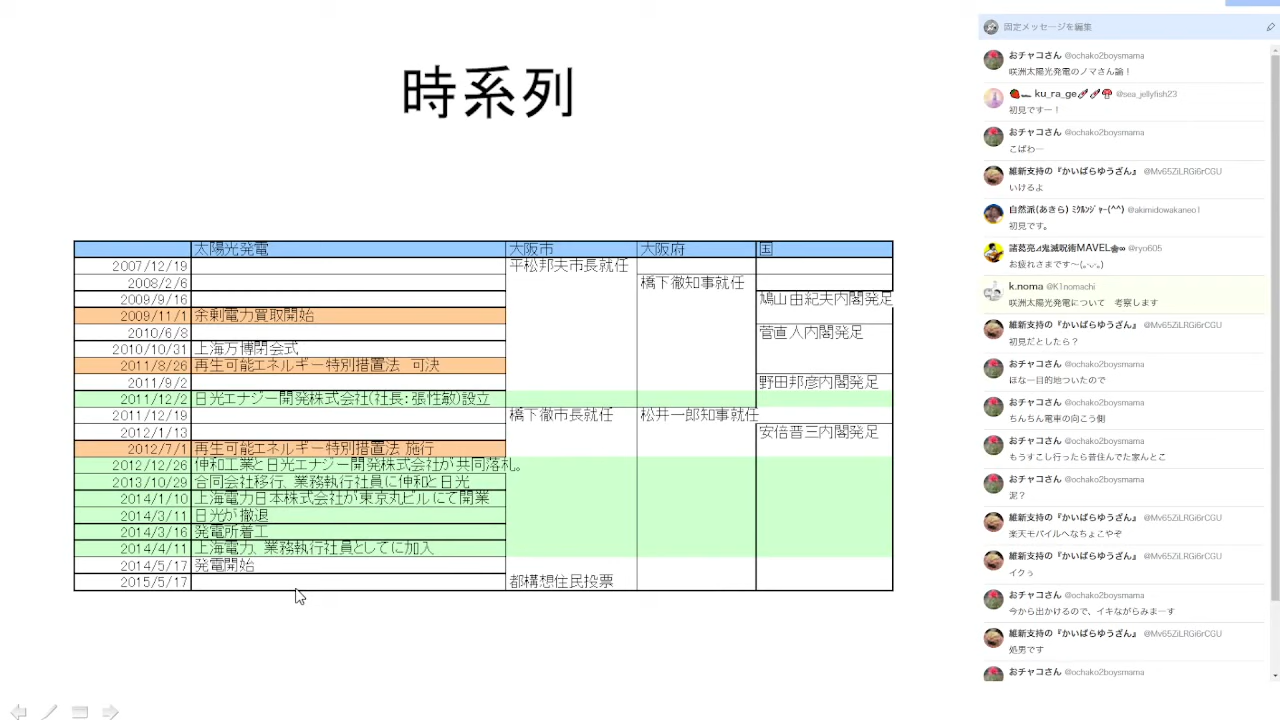 時系列
太陽光発電 大阪市 大阪府 国
2007/12/19 平松邦夫市長就任
2008/2/6 橋下徹知事就任
2009/9/16 鳩山由紀夫内閣発足
2009/11/1 余剰電力買取開始
2010/6/8 菅直人内閣発足
2010/10/31 上海万博閉会式
2011/8/26 再生可能エネルギー特別措置法 可決
2011/9/2 野田邦彦内閣発足
2011/12/2 日光エナジー開発株式会社(社長:張性敏)設立
2011/12/19 橋下徹市長就任 松井一郎知事就任
2012/1/13 安倍晋三内閣発足
2012/7/1 再生可能エネルギー特別措置法 施行
2012/12/26 伸和工業と日光エナジー開発株式会社が共同落札。
2013/10/29 合同会社移行、業務執行社員に伸和と日光
2014/1/10 上海電力日本株式会社が東京丸ビルにて開業
2014/3/11 日光が撤退
2014/3/16 発電所着工
2014/4/11 上海電力、業務執行社員としてに加入
2014/5/17 発電開始
2015/5/17 都構想住民投票
固定メッセージを編集
おチャコさん @ochako2boysmama
咲洲太陽光発電のノマさん論！
ku_ra_ge @sea_jellyfish23
初見ですー！
おチャコさん @ochako2boysmama
こばわ…
維新支持の『かいばらゆうざん』 @Mv65ZiLRGi6rCGU
いけるよ
自然派(あきら) ﾐｸﾙﾝｼﾞｬｰ(^^) @akimidowakaneo1
初見です。
諸葛亮⊿鬼滅呪術MAVEL∞ @ryo605
お疲れさまです〜(｡･ᴗ･｡)
k.noma @K1nomachi
咲洲太陽光発電について 考察します
維新支持の『かいばらゆうざん』 @Mv65ZiLRGi6rCGU
初見だとしたら？
おチャコさん @ochako2boysmama
ほな一目的地ついたので
おチャコさん @ochako2boysmama
ちんちん電車の向こう側
おチャコさん @ochako2boysmama
もうすこし行ったら昔住んでた家んとこ
おチャコさん @ochako2boysmama
泥？
維新支持の『かいばらゆうざん』 @Mv65ZiLRGi6rCGU
楽天モバイルへなちょこやぞ
維新支持の『かいばらゆうざん』 @Mv65ZiLRGi6rCGU
イクぅ
おチャコさん @ochako2boysmama
今から出かけるので、イキながらみまーす
維新支持の『かいばらゆうざん』 @Mv65ZiLRGi6rCGU
処男です
おチャコさん @ochako2boysmama